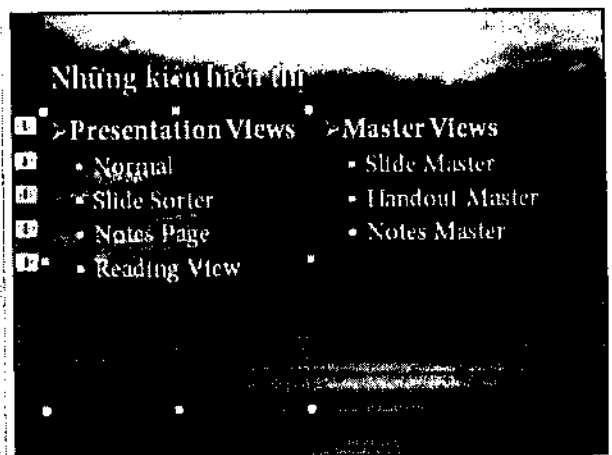 Những kiểu hiển thị
➢Presentation Views
▪ Normal
▪ Slide Sorter
▪ Notes Page
▪ Reading View
➢Master Views
▪ Slide Master
▪ Handout Master
▪ Notes Master